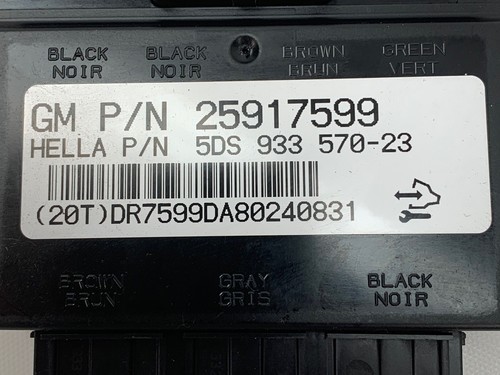 BLACK BLACK BROWN GREEN
NOIR NOIR BRUN VERT
GM P/N 25917599
HELLA P/N 5DS 933 570-23
(20T)DR7599DA80240831
BROWN GRAY BLACK
BRUN GRIS NOIR